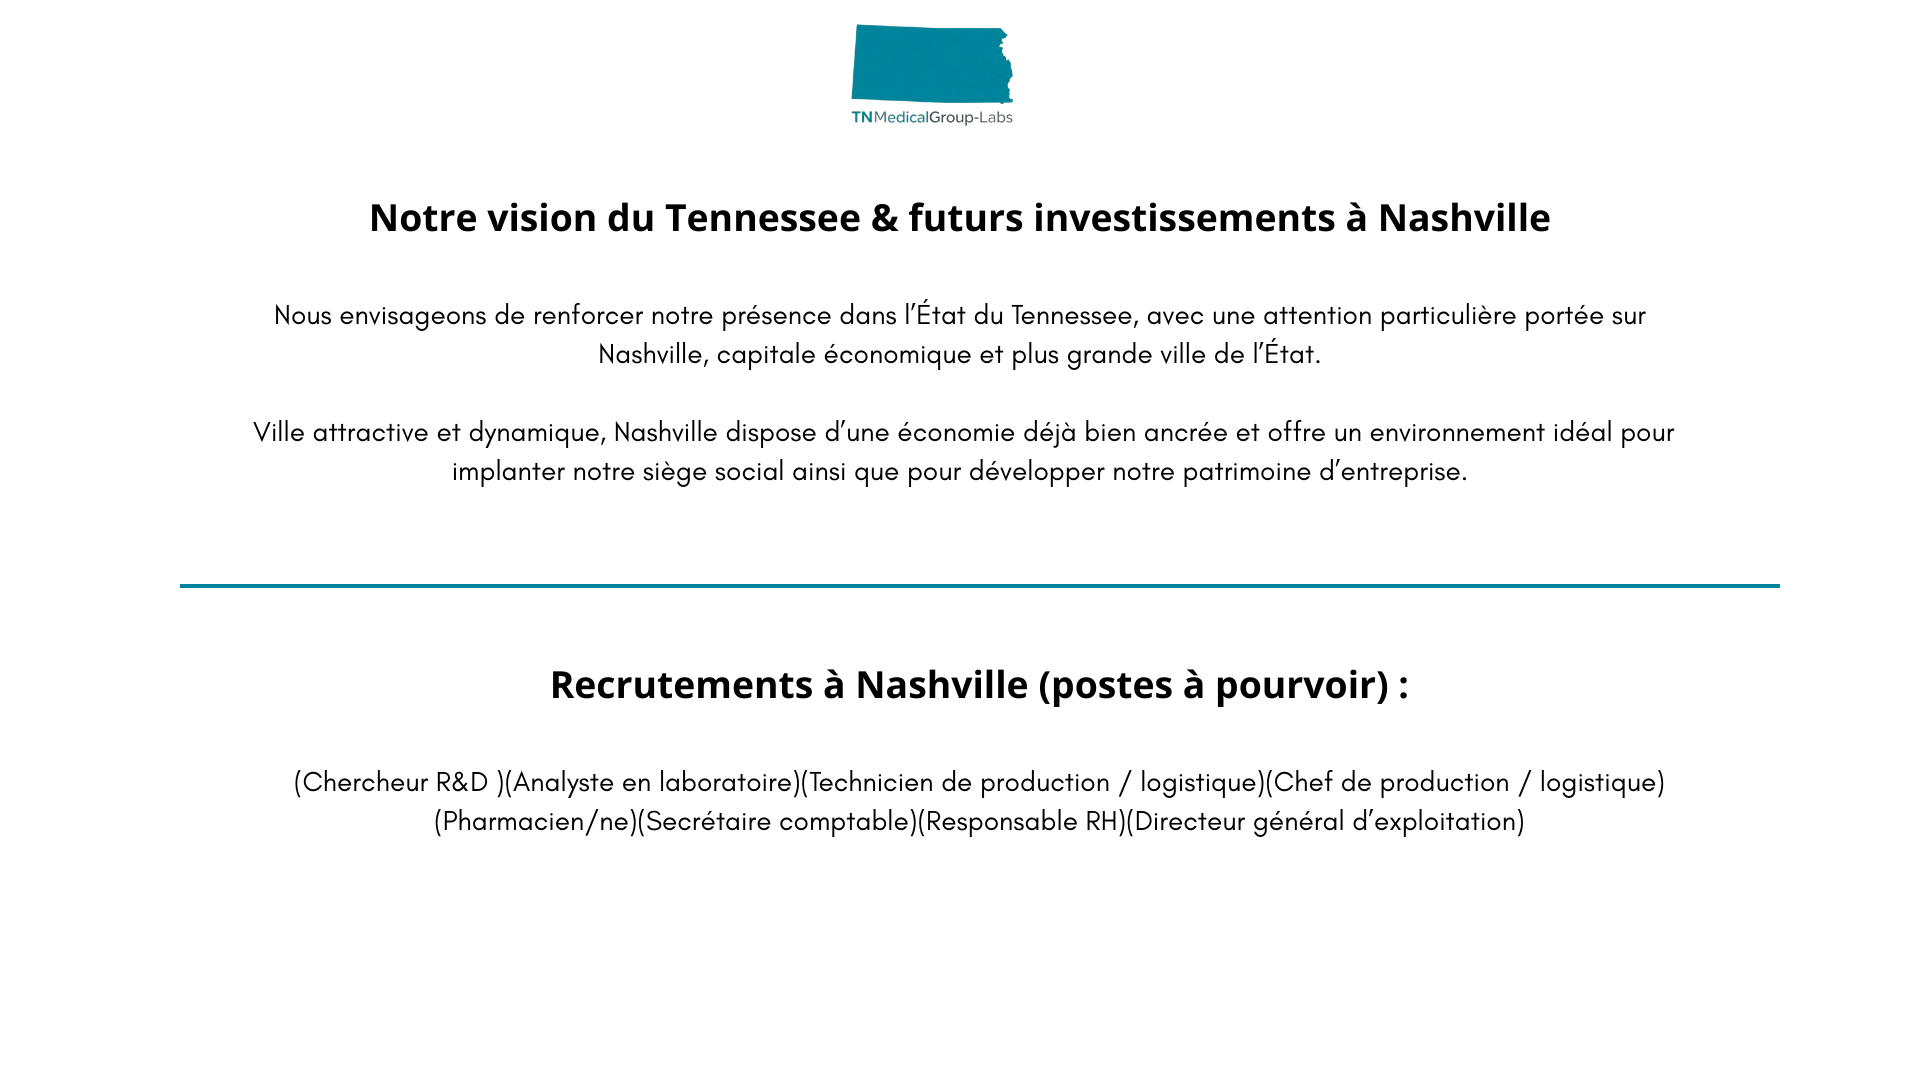 TNMedicalGroup-Labs
Notre vision du Tennessee & futurs investissements à Nashville
Nous envisageons de renforcer notre présence dans l’État du Tennessee, avec une attention particulière portée sur
Nashville, capitale économique et plus grande ville de l’État.
Ville attractive et dynamique, Nashville dispose d’une économie déjà bien ancrée et offre un environnement idéal pour
implanter notre siège social ainsi que pour développer notre patrimoine d’entreprise.
Recrutements à Nashville (postes à pourvoir) :
(Chercheur R&D )(Analyste en laboratoire)(Technicien de production / logistique)(Chef de production / logistique)
(Pharmacien/ne)(Secrétaire comptable)(Responsable RH)(Directeur général d’exploitation)